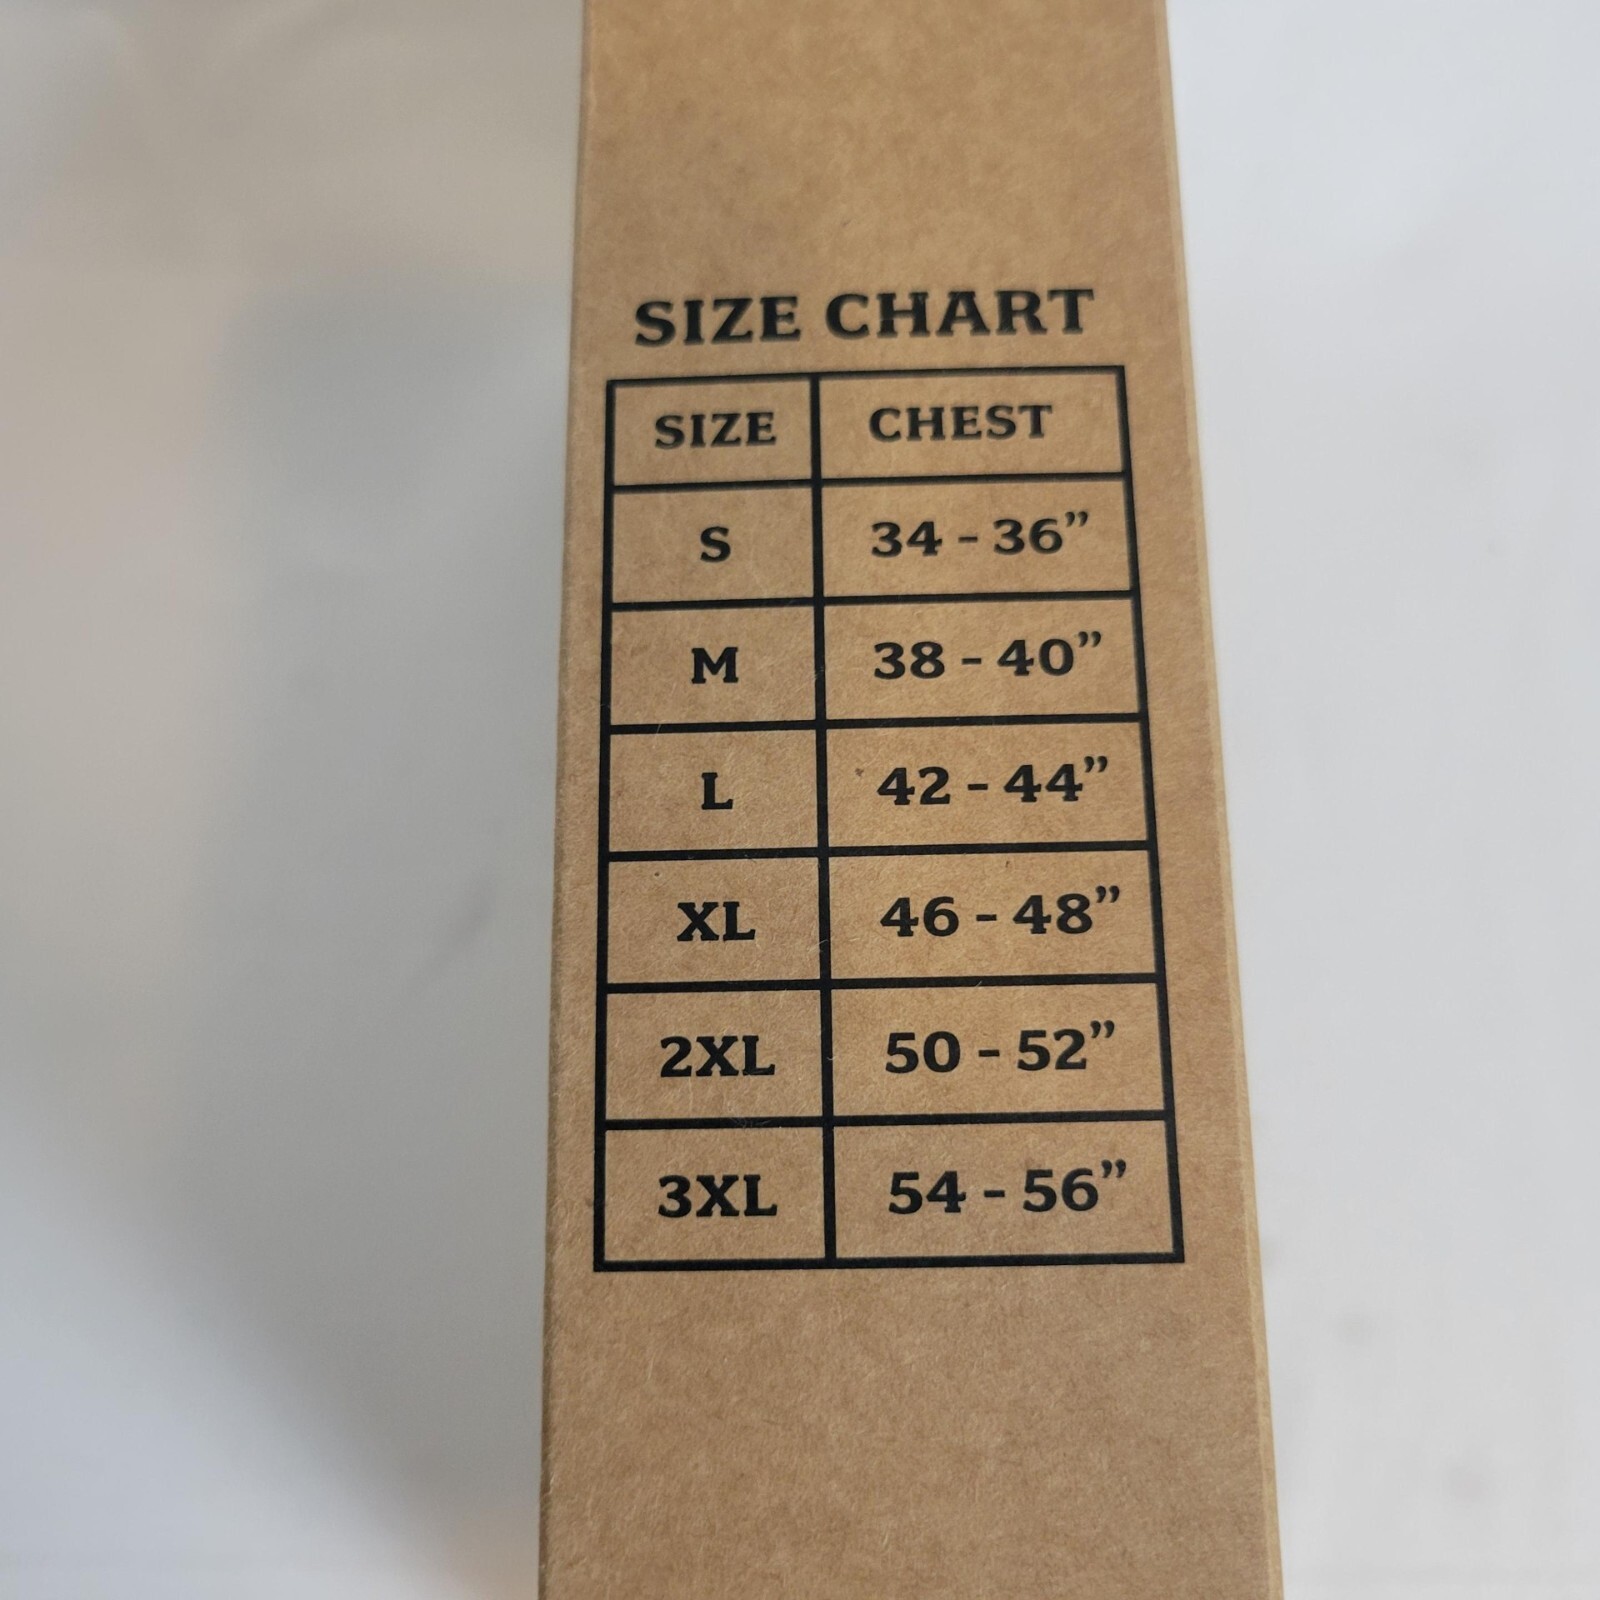 SIZE CHART
SIZE CHEST
S 34 - 36”
M 38 - 40”
L 42 - 44”
XL 46 - 48”
2XL 50 - 52”
3XL 54 - 56”